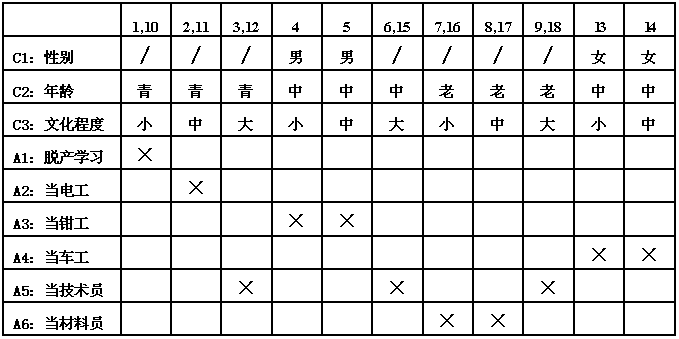 1,10 2,11 3,12 4 5 6,15 7,16 8,17 9,18 13 14
C1: 性别 / / / 男 男 / / / / 女 女
C2: 年龄 青 青 青 中 中 中 老 老 老 中 中
C3: 文化程度 小 中 大 小 中 大 小 中 大 小 中
A1: 脱产学习 ×
A2: 当电工 ×
A3: 当钳工 × ×
A4: 当车工 × ×
A5: 当技术员 × × ×
A6: 当材料员 × ×